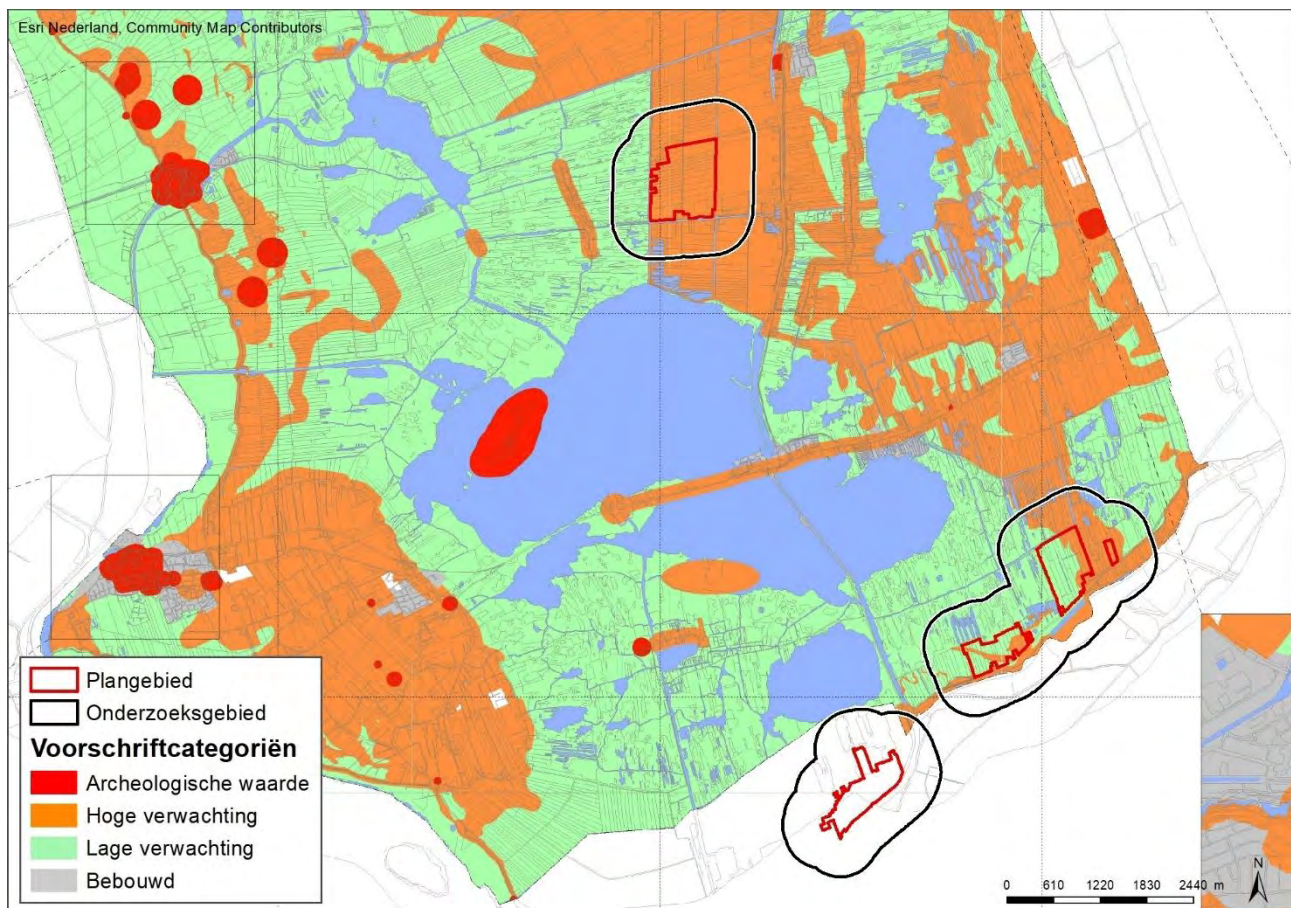 Esri Nederland, Community Map Contributors
Plangebied
Onderzoeksgebied
Voorschriftcategoriën
Archeologische waarde
Hoge verwachting
Lage verwachting
Bebouwd
0 610 1220 1830 2440 m
N